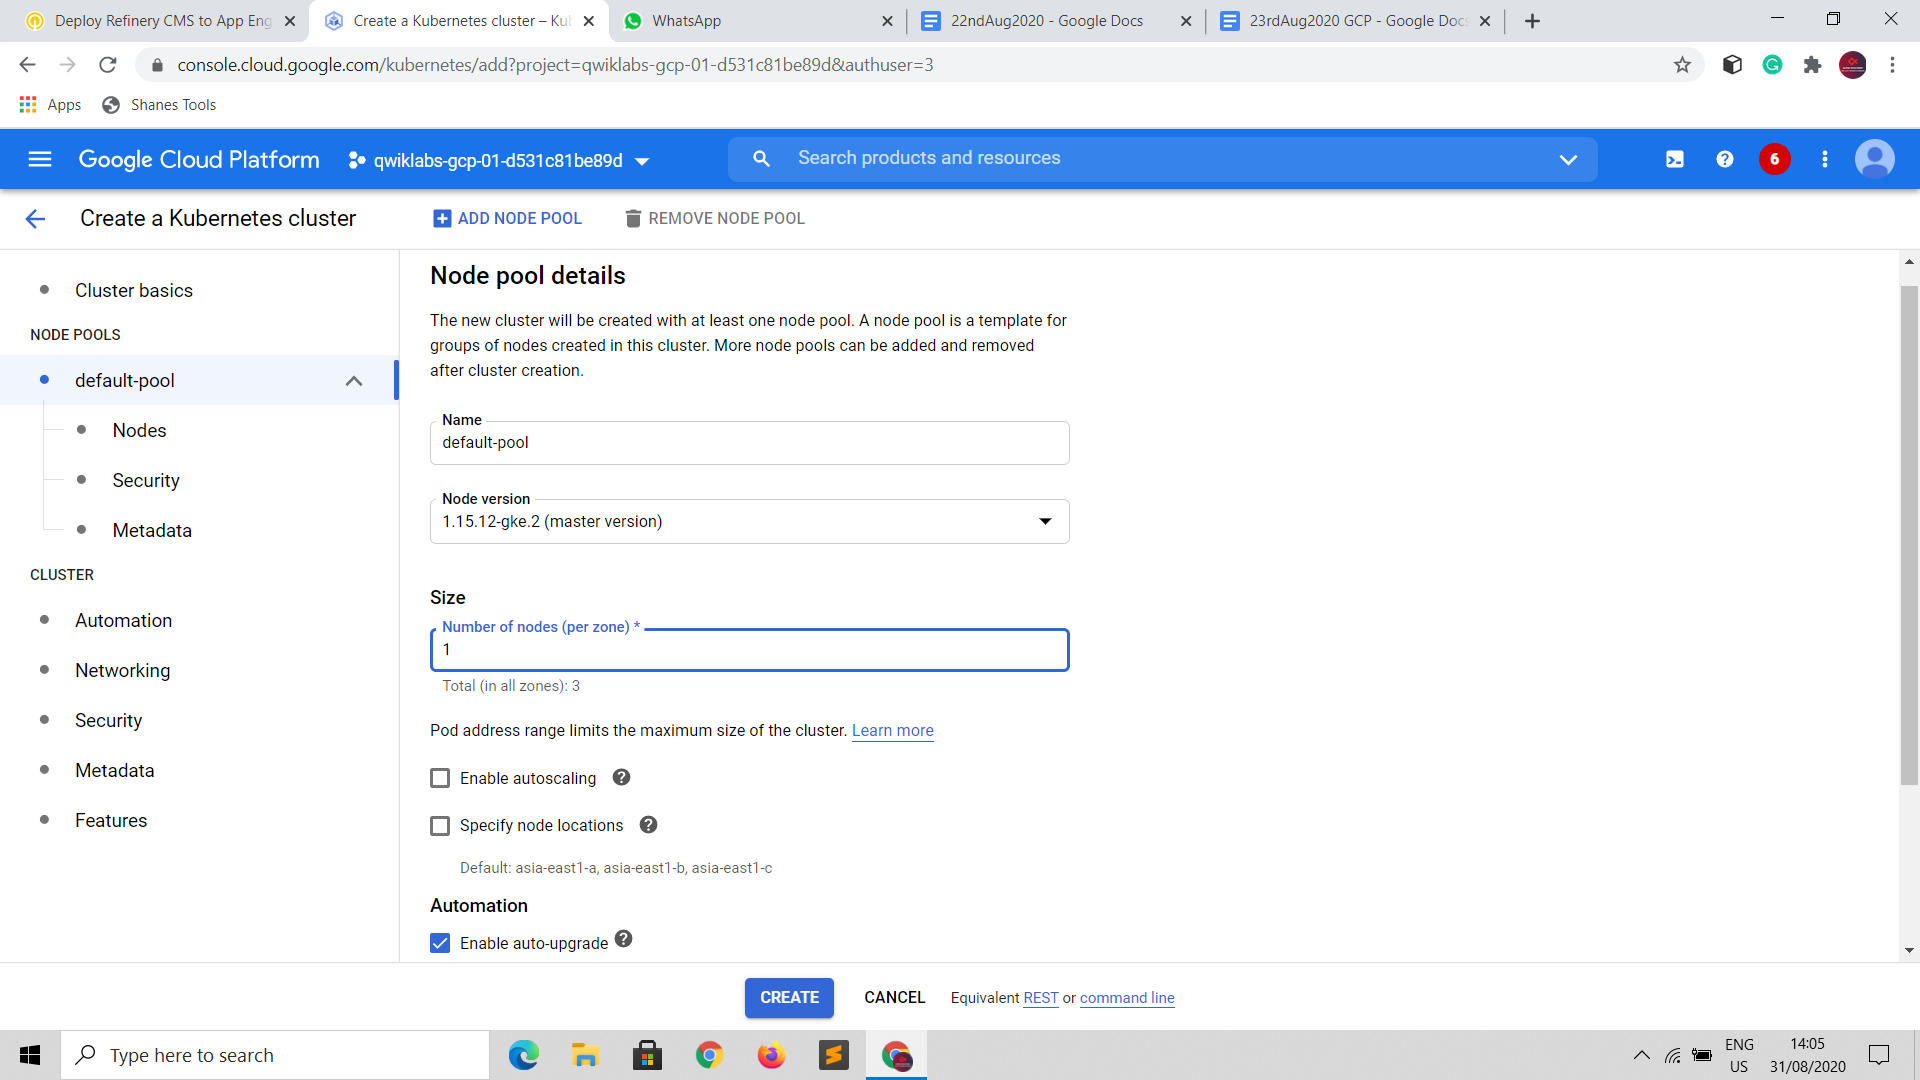 Deploy Refinery CMS to App Eng
Create a Kubernetes cluster – Kub
WhatsApp
22ndAug2020 - Google Docs
23rdAug2020 GCP - Google Docs
console.cloud.google.com/kubernetes/add?project=qwiklabs-gcp-01-d531c81be89d&authuser=3
Apps
Shanes Tools
Google Cloud Platform
qwiklabs-gcp-01-d531c81be89d
Search products and resources
6
Create a Kubernetes cluster
ADD NODE POOL
REMOVE NODE POOL
Cluster basics
NODE POOLS
default-pool
Nodes
Security
Metadata
CLUSTER
Automation
Networking
Security
Metadata
Features
Node pool details
The new cluster will be created with at least one node pool. A node pool is a template for
groups of nodes created in this cluster. More node pools can be added and removed
after cluster creation.
Name
default-pool
Node version
1.15.12-gke.2 (master version)
Size
Number of nodes (per zone) *
1
Total (in all zones): 3
Pod address range limits the maximum size of the cluster. Learn more
Enable autoscaling
Specify node locations
Default: asia-east1-a, asia-east1-b, asia-east1-c
Automation
Enable auto-upgrade
CREATE
CANCEL
Equivalent REST or command line
Type here to search
ENG
US
14:05
31/08/2020